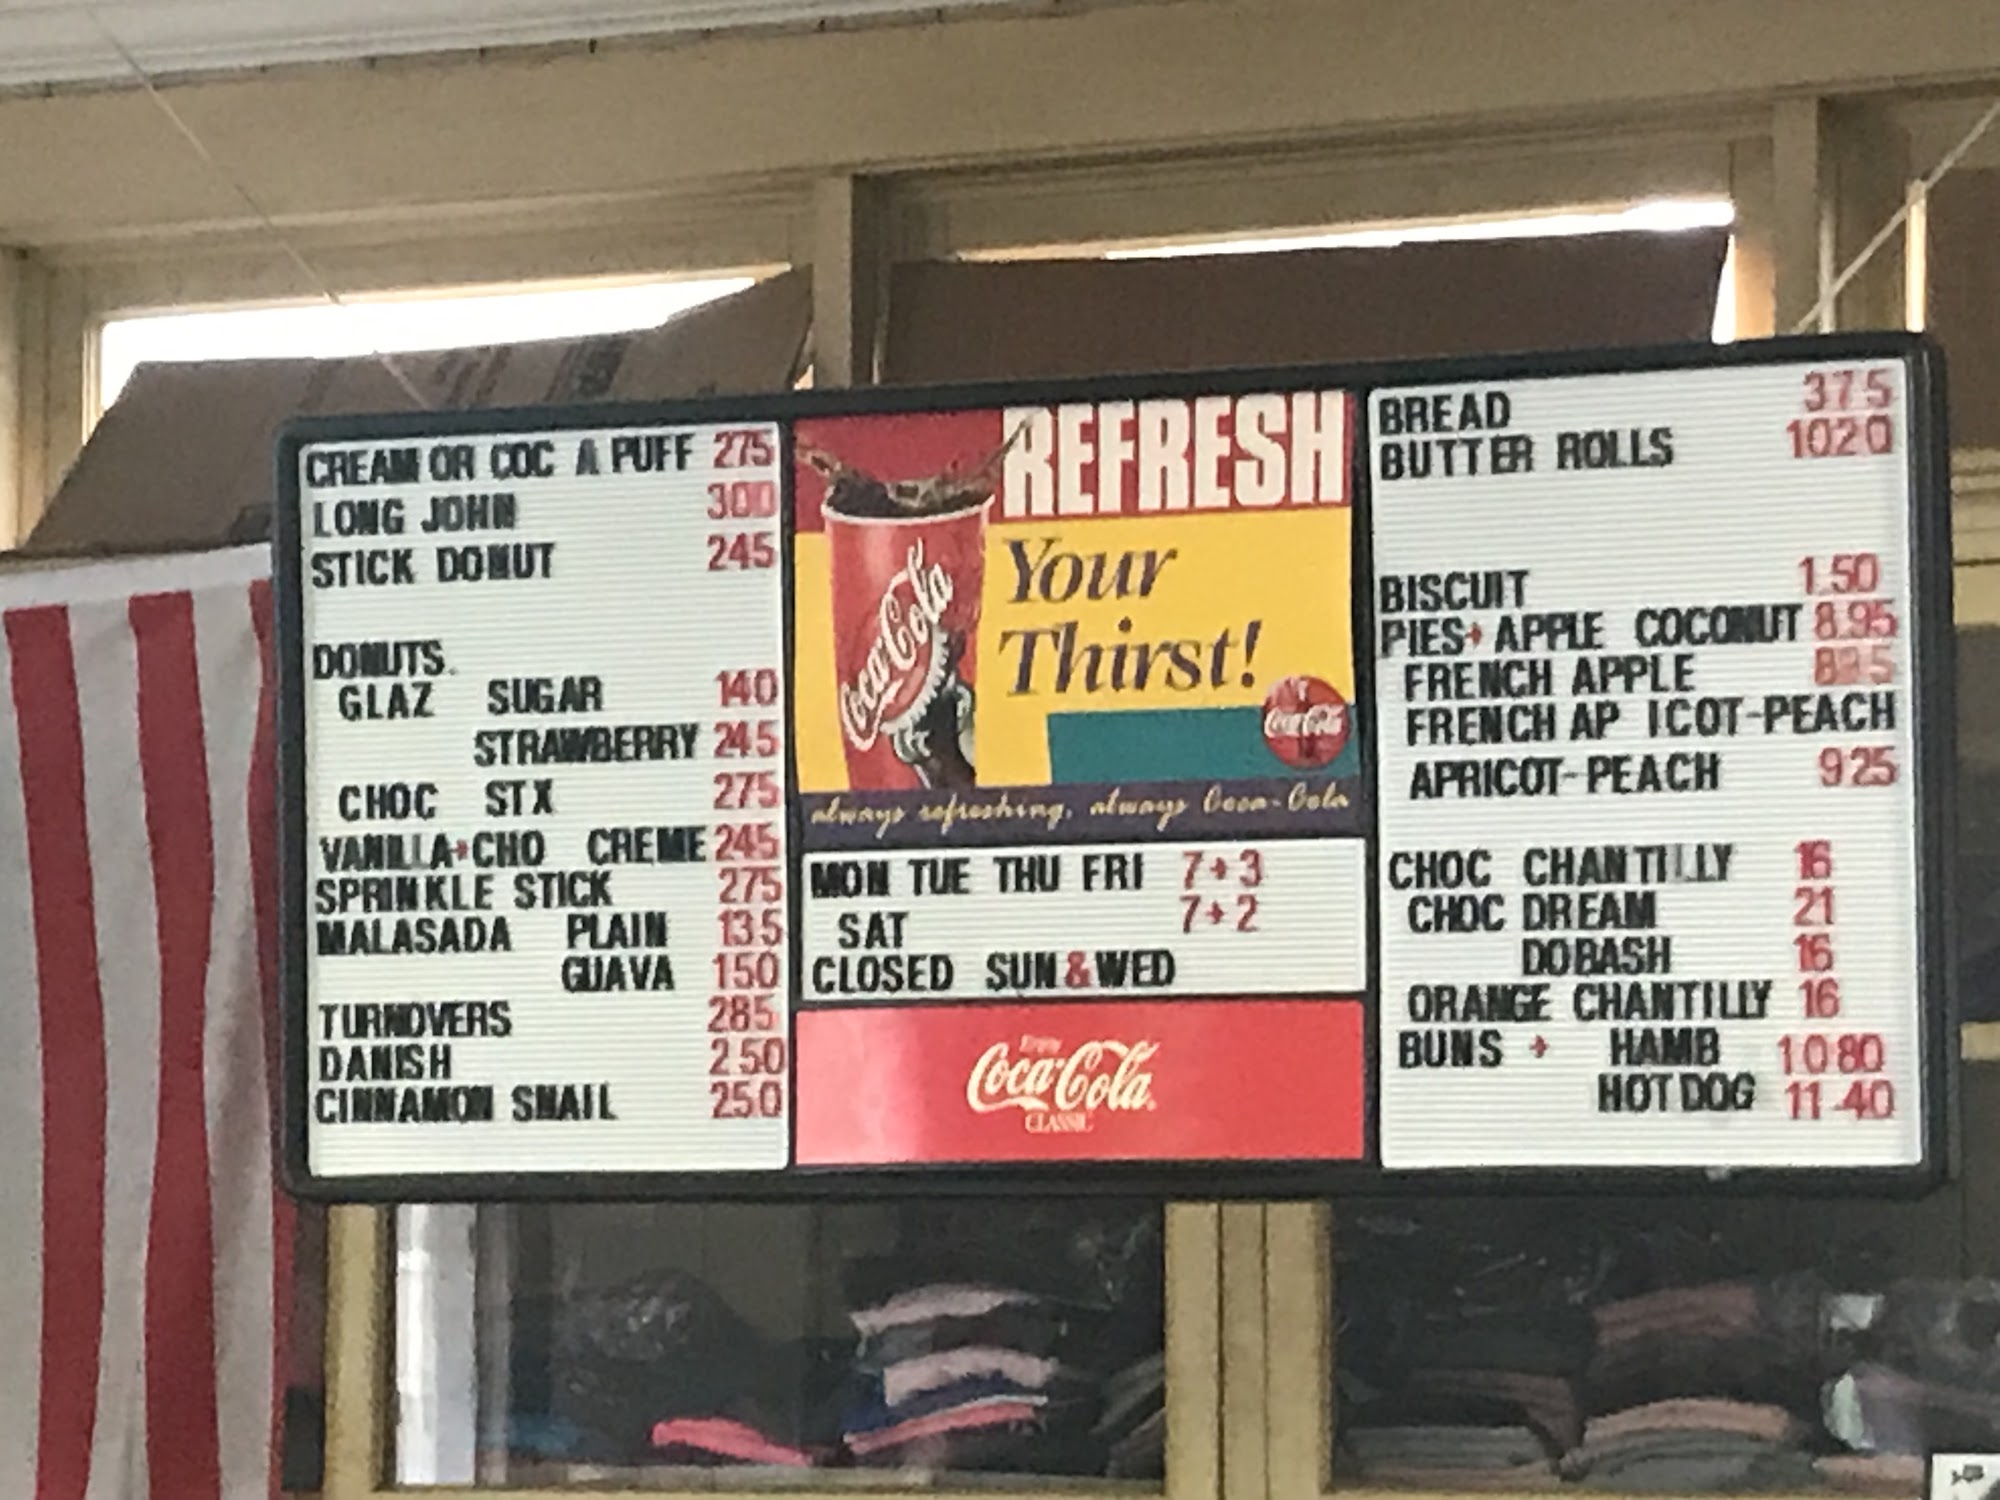 CREAM OR COC A PUFF 275
LONG JOHN 300
STICK DONUT 245
DONUTS.
GLAZ SUGAR 140
STRAWBERRY 245
CHOC STX 275
VANILLA+CHO CREME 245
SPRINKLE STICK 275
MALASADA PLAIN 135
GUAVA 150
TURNOVERS 285
DANISH 250
CINNAMON SNAIL 250
REFRESH
Your
Thirst!
Coca-Cola
Coca-Cola
always refreshing, always Coca-Cola
MON TUE THU FRI 7+3
SAT 7+2
CLOSED SUN&WED
Enjoy
Coca-Cola
CLASSIC
BREAD 375
BUTTER ROLLS 1020
BISCUIT 1.50
PIES+ APPLE COCONUT 8.95
FRENCH APPLE
FRENCH AP ICOT-PEACH
APRICOT-PEACH 925
CHOC CHANTILLY 16
CHOC DREAM 21
DOBASH 16
ORANGE CHANTILLY 16
BUNS + HAMB 1080
HOTDOG 11-40